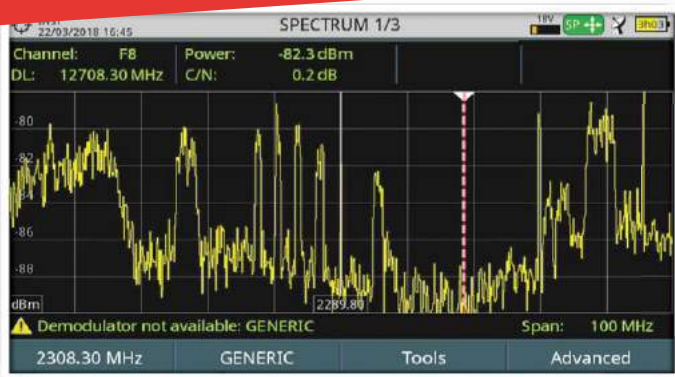 22/03/2018 16:45
SPECTRUM 1/3
18V
SP
3h03
Channel: F8 Power: -82.3 dBm
DL: 12708.30 MHz C/N: 0.2 dB
-80
-82
-84
-86
-88
dBm
2289.80
Demodulator not available: GENERIC Span: 100 MHz
2308.30 MHz GENERIC Tools Advanced